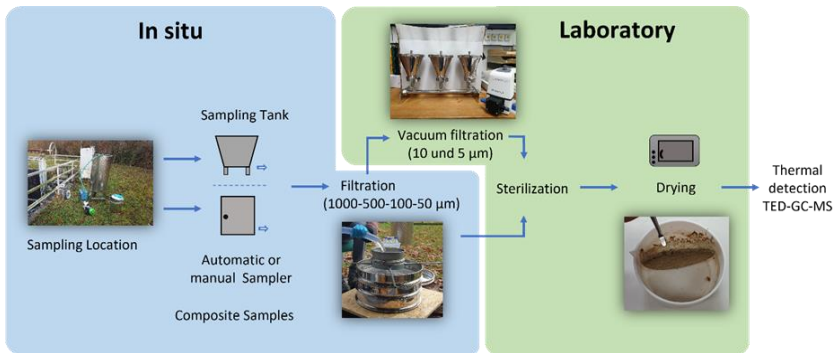 In situ
Laboratory
Sampling Tank
Sampling Location
Automatic or
manual Sampler
Composite Samples
Filtration
(1000-500-100-50 µm)
Vacuum filtration
(10 und 5 µm)
Sterilization
Drying
Thermal
detection
TED-GC-MS